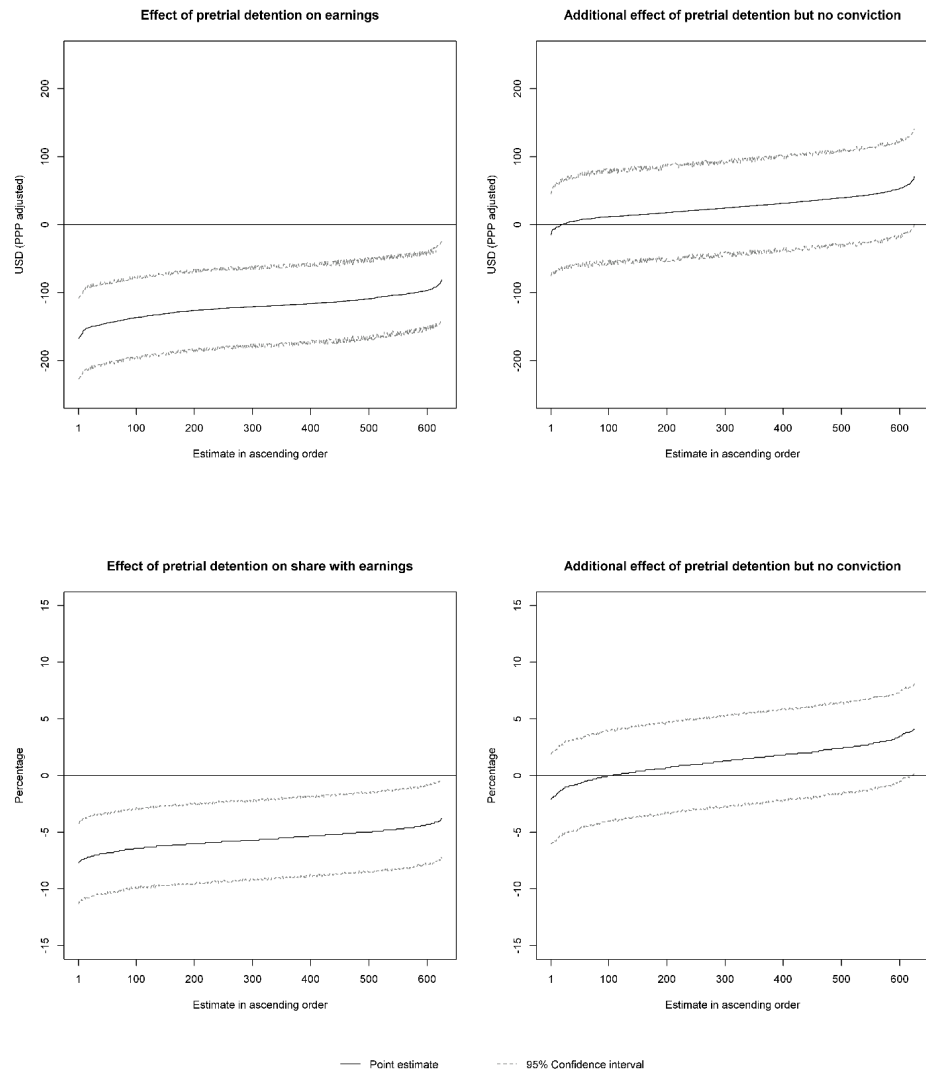 Effect of pretrial detention on earnings
USD (PPP adjusted)
200
100
0
-100
-200
1 100 200 300 400 500 600
Estimate in ascending order
Additional effect of pretrial detention but no conviction
USD (PPP adjusted)
200
100
0
-100
-200
1 100 200 300 400 500 600
Estimate in ascending order
Effect of pretrial detention on share with earnings
Percentage
15
10
5
0
-5
-10
-15
1 100 200 300 400 500 600
Estimate in ascending order
Additional effect of pretrial detention but no conviction
Percentage
15
10
5
0
-5
-10
-15
1 100 200 300 400 500 600
Estimate in ascending order
Point estimate 95% Confidence interval